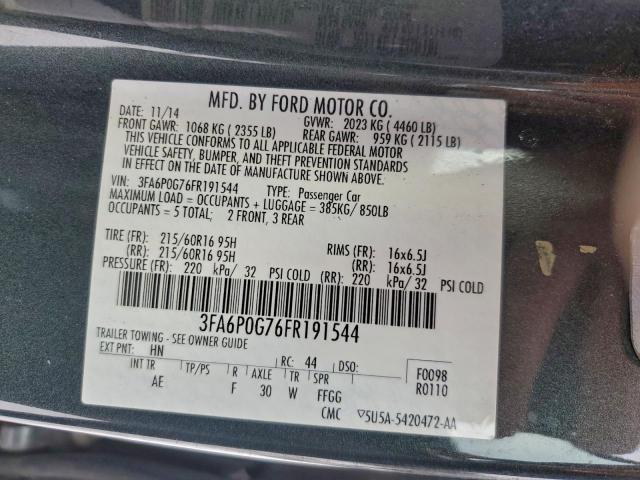 MFD. BY FORD MOTOR CO.
DATE: 11/14 GVWR: 2023 KG ( 4460 LB)
FRONT GAWR: 1068 KG ( 2355 LB) REAR GAWR: 959 KG ( 2115 LB)
THIS VEHICLE CONFORMS TO ALL APPLICABLE FEDERAL MOTOR
VEHICLE SAFETY, BUMPER, AND THEFT PREVENTION STANDARDS
IN EFFECT ON THE DATE OF MANUFACTURE SHOWN ABOVE.
VIN: 3FA6P0G76FR191544 TYPE: Passenger Car
MAXIMUM LOAD = OCCUPANTS + LUGGAGE = 385KG/ 850LB
OCCUPANTS : 5 TOTAL; 2 FRONT, 3 REAR
TIRE (FR): 215/60R16 95H RIMS (FR): 16x6.5J
(RR): 215/60R16 95H (RR): 16x6.5J
PRESSURE (FR): 220 kPa/ 32 PSI COLD (RR): 220 kPa/ 32 PSI COLD
3FA6P0G76FR191544
TRAILER TOWING - SEE OWNER GUIDE
EXT PNT: HN RC: 44 DSO: F0098
R0110
INT TR TP/PS R AXLE TR SPR
AE F 30 W FFGG
CMC ▽5U5A-5420472-AA